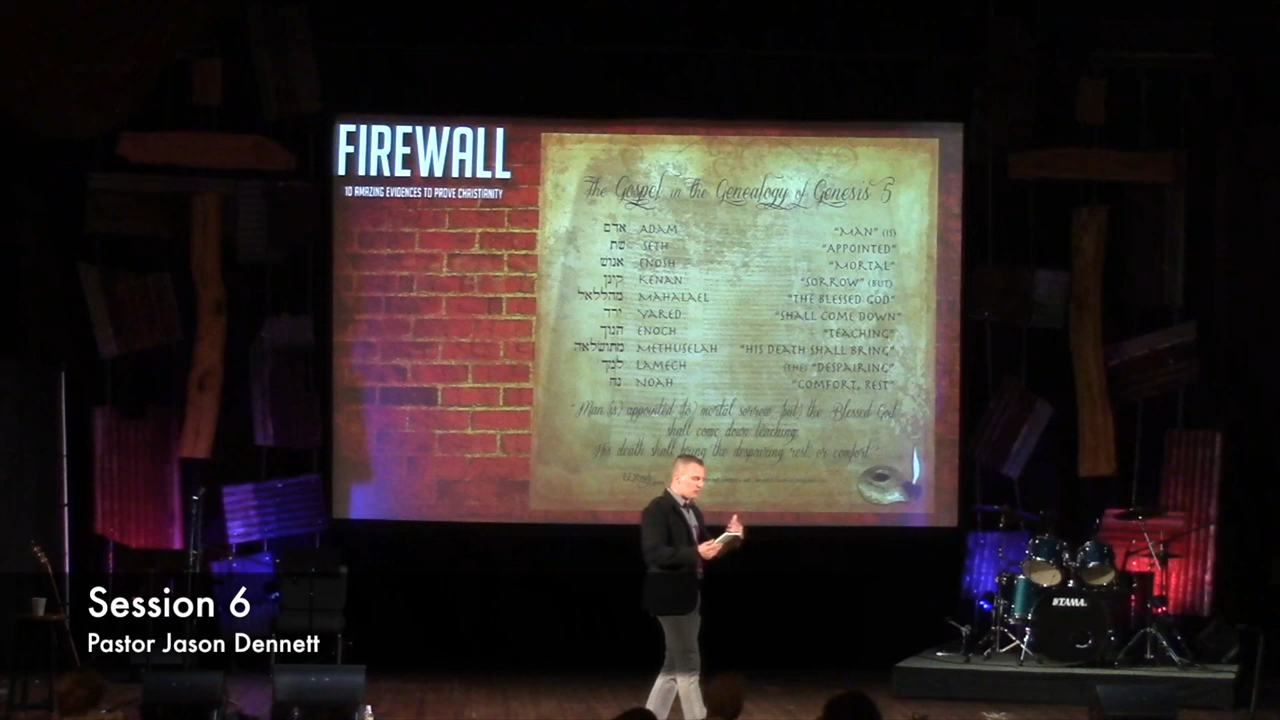 FIREWALL
10 AMAZING EVIDENCES TO PROVE CHRISTIANITY
The Gospel in the Genealogy of Genesis 5
אדם ADAM "MAN" (IS)
שת SETH "APPOINTED"
אנוש ENOSH "MORTAL"
קינן KENAN "SORROW" (BUT)
מהללאל MAHALAEL "THE BLESSED GOD"
ירד YARED "SHALL COME DOWN"
חנוך ENOCH "TEACHING"
מתושלאה METHUSELAH "HIS DEATH SHALL BRING"
למך LAMECH (THE) "DESPAIRING"
נח NOAH "COMFORT, REST"
"Man (is) appointed (to) mortal sorrow (but) the Blessed God
shall come down teaching
His death shall bring the despairing rest, or comfort."
TAMA
Session 6
Pastor Jason Dennett